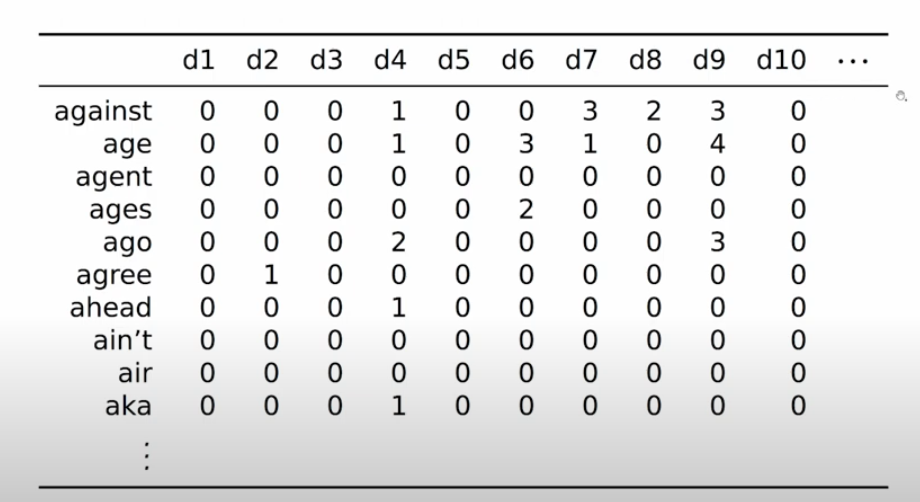 d1 d2 d3 d4 d5 d6 d7 d8 d9 d10 ⋯
against 0 0 0 1 0 0 3 2 3 0
age 0 0 0 1 0 3 1 0 4 0
agent 0 0 0 0 0 0 0 0 0 0
ages 0 0 0 0 0 2 0 0 0 0
ago 0 0 0 2 0 0 0 0 3 0
agree 0 1 0 0 0 0 0 0 0 0
ahead 0 0 0 1 0 0 0 0 0 0
ain’t 0 0 0 0 0 0 0 0 0 0
air 0 0 0 0 0 0 0 0 0 0
aka 0 0 0 1 0 0 0 0 0 0
⋮